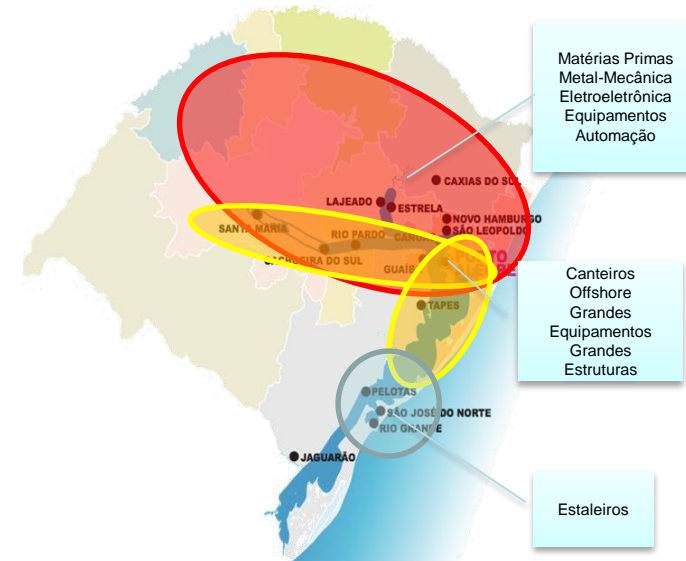 Matérias Primas
Metal-Mecânica
Eletroeletrônica
Equipamentos
Automação
CAXIAS DO SUL
LAJEADO
ESTRELA
NOVO HAMBURGO
SÃO LEOPOLDO
SANTA MARIA
RIO PARDO
CACHOEIRA DO SUL
TAPES
Canteiros
Offshore
Grandes
Equipamentos
Grandes
Estruturas
PELOTAS
SÃO JOSÉ DO NORTE
RIO GRANDE
JAGUARÃO
Estaleiros